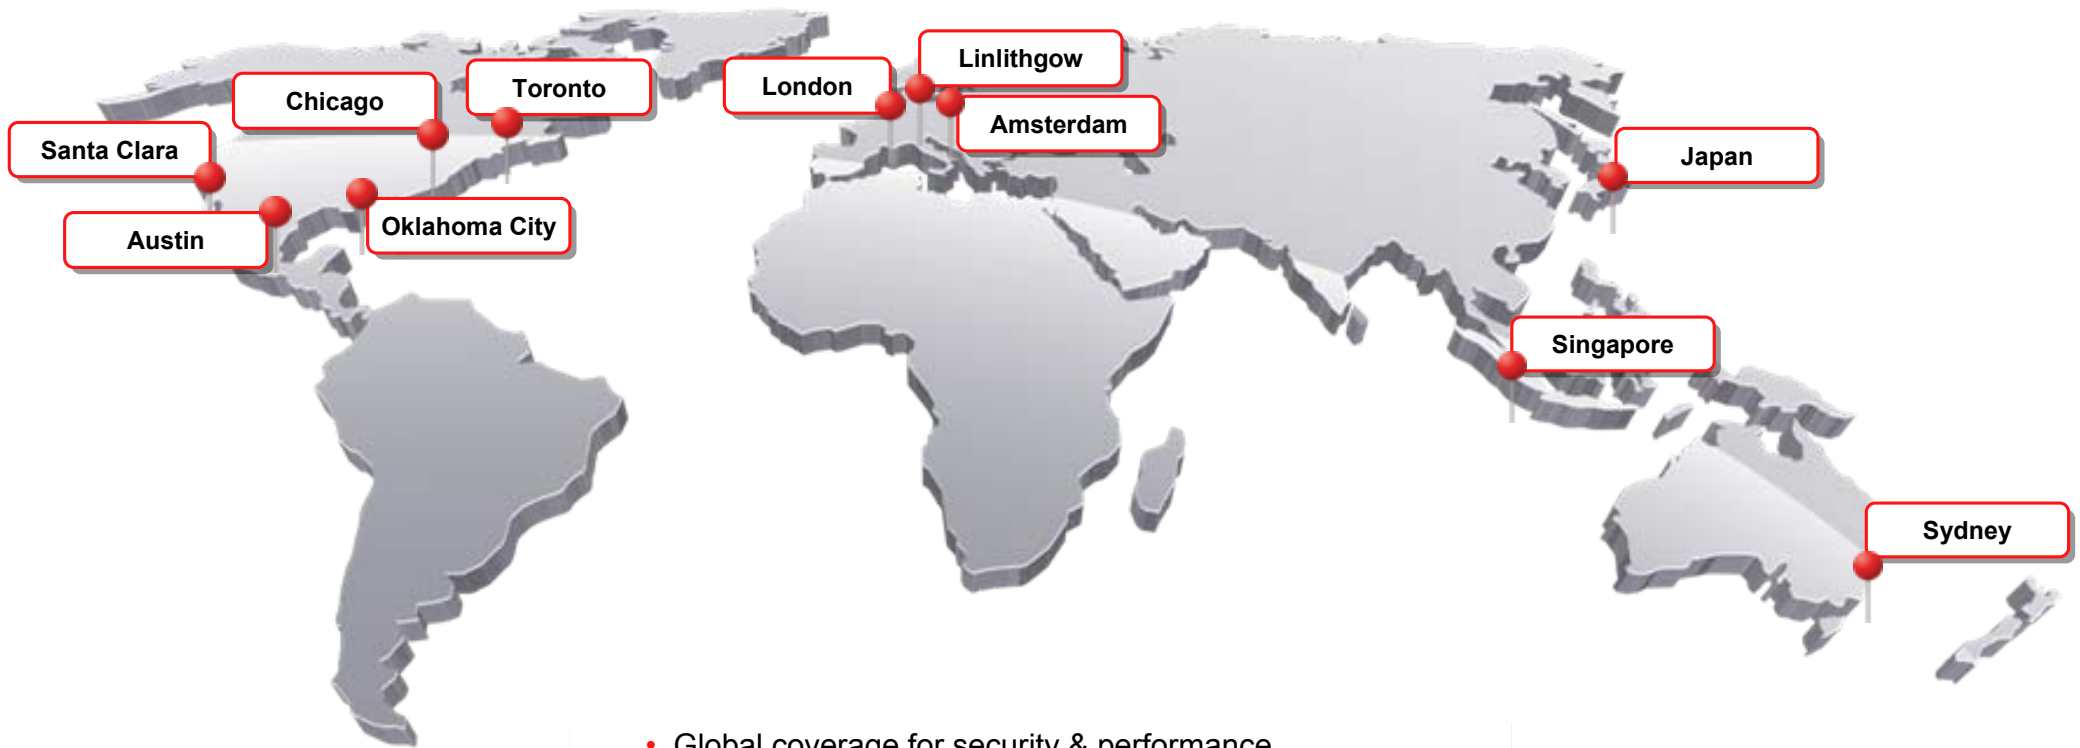 Linlithgow
London
Toronto
Chicago
Amsterdam
Santa Clara
Japan
Oklahoma City
Austin
Singapore
Sydney
• Global coverage for security & performance